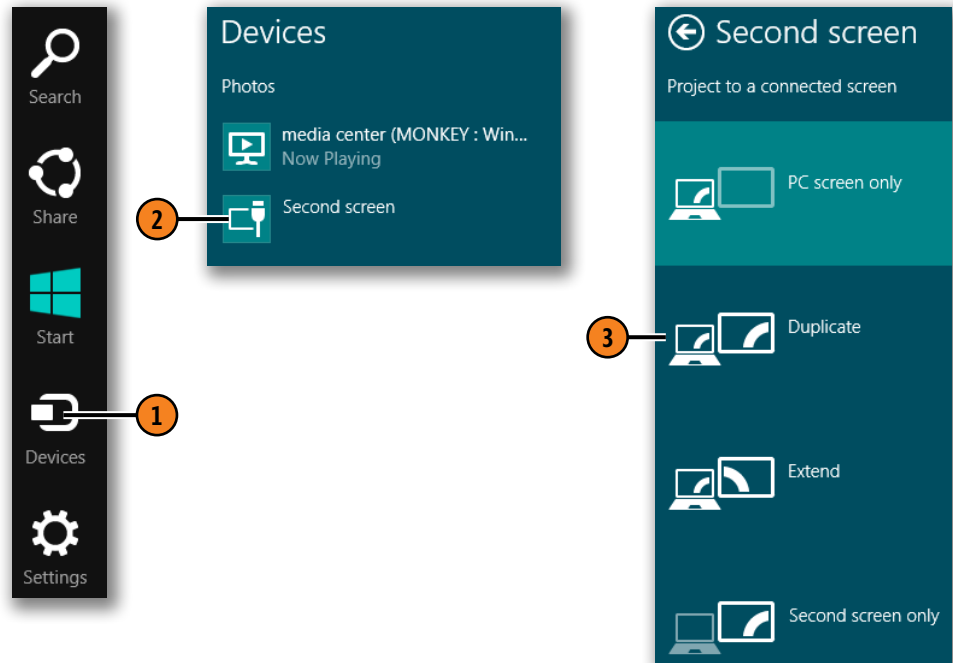 Search
Share
Start
Devices
Settings
1
Devices
Photos
media center (MONKEY : Win...
Now Playing
Second screen
2
Second screen
Project to a connected screen
PC screen only
Duplicate
3
Extend
Second screen only